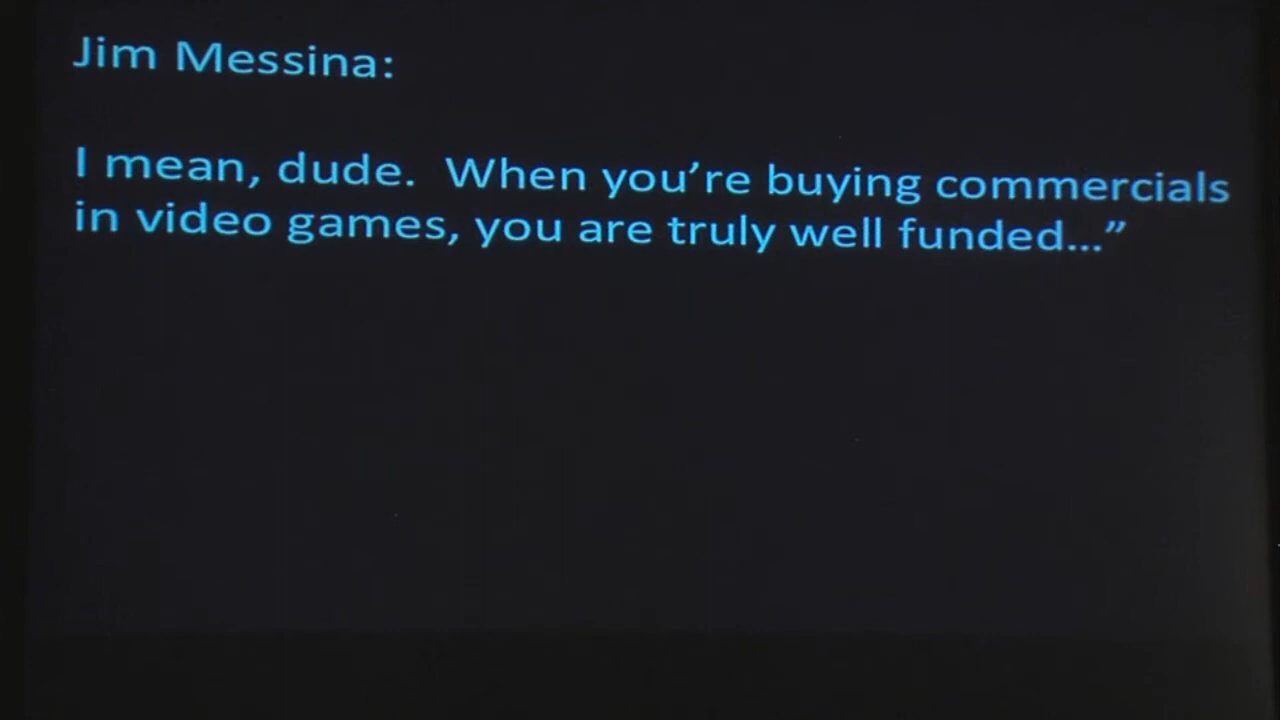 Jim Messina:
I mean, dude.  When you’re buying commercials
in video games, you are truly well funded…”